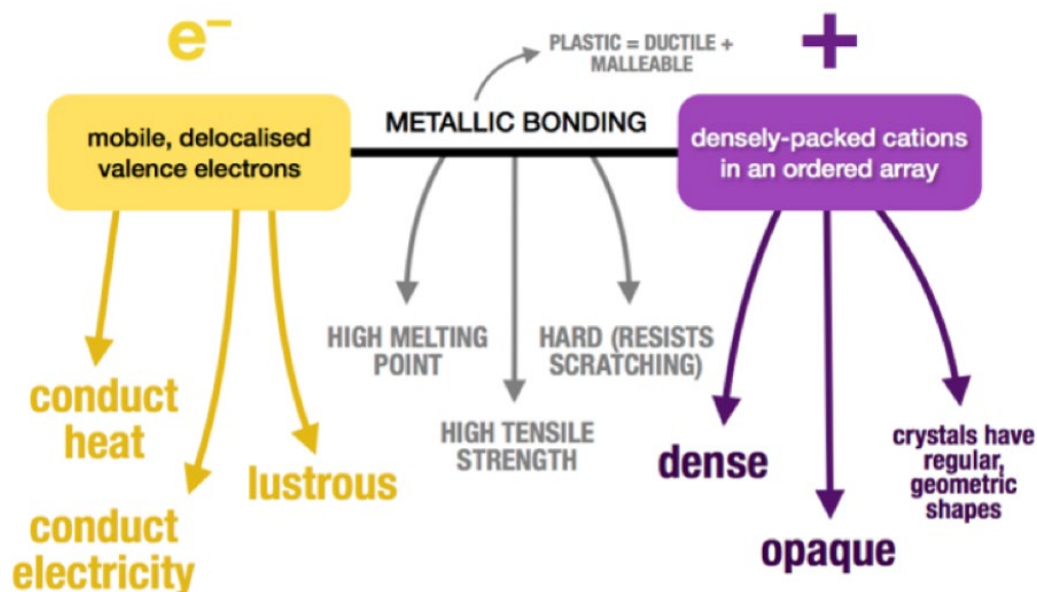 e⁻
PLASTIC = DUCTILE +
MALLEABLE
+
mobile, delocalised
valence electrons
METALLIC BONDING
densely-packed cations
in an ordered array
HIGH MELTING
POINT
HARD (RESISTS
SCRATCHING)
HIGH TENSILE
STRENGTH
conduct
heat
lustrous
conduct
electricity
dense
opaque
crystals have
regular,
geometric
shapes